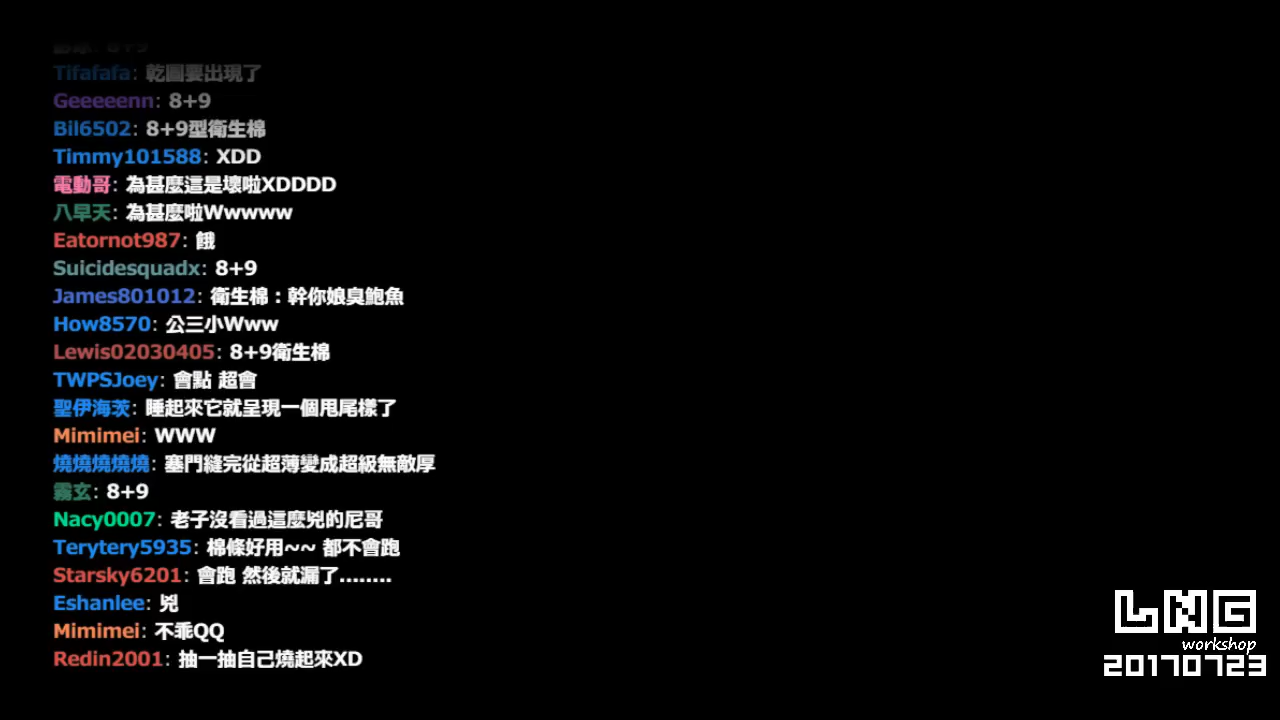 8+9
Tifafafa: 乾圖要出現了
Geeeeenn: 8+9
Bil6502: 8+9型衛生棉
Timmy101588: XDD
電動哥: 為甚麼這是壞啦XDDDD
八早天: 為甚麼啦Wwwww
Eatornot987: 餓
Suicidesquadx: 8+9
James801012: 衛生棉：幹你娘臭鮑魚
How8570: 公三小Www
Lewis02030405: 8+9衛生棉
TWPSJoey: 會點 超會
聖伊海茨: 睡起來它就呈現一個甩尾樣了
Mimimei: WWW
燒燒燒燒燒: 塞門縫完從超薄變成超級無敵厚
霧玄: 8+9
Nacy0007: 老子沒看過這麼兇的尼哥
Terytery5935: 棉條好用~~ 都不會跑
Starsky6201: 會跑 然後就漏了........
Eshanlee: 兇
Mimimei: 不乖QQ
Redin2001: 抽一抽自己燒起來XD
LNG
workshop
20170723